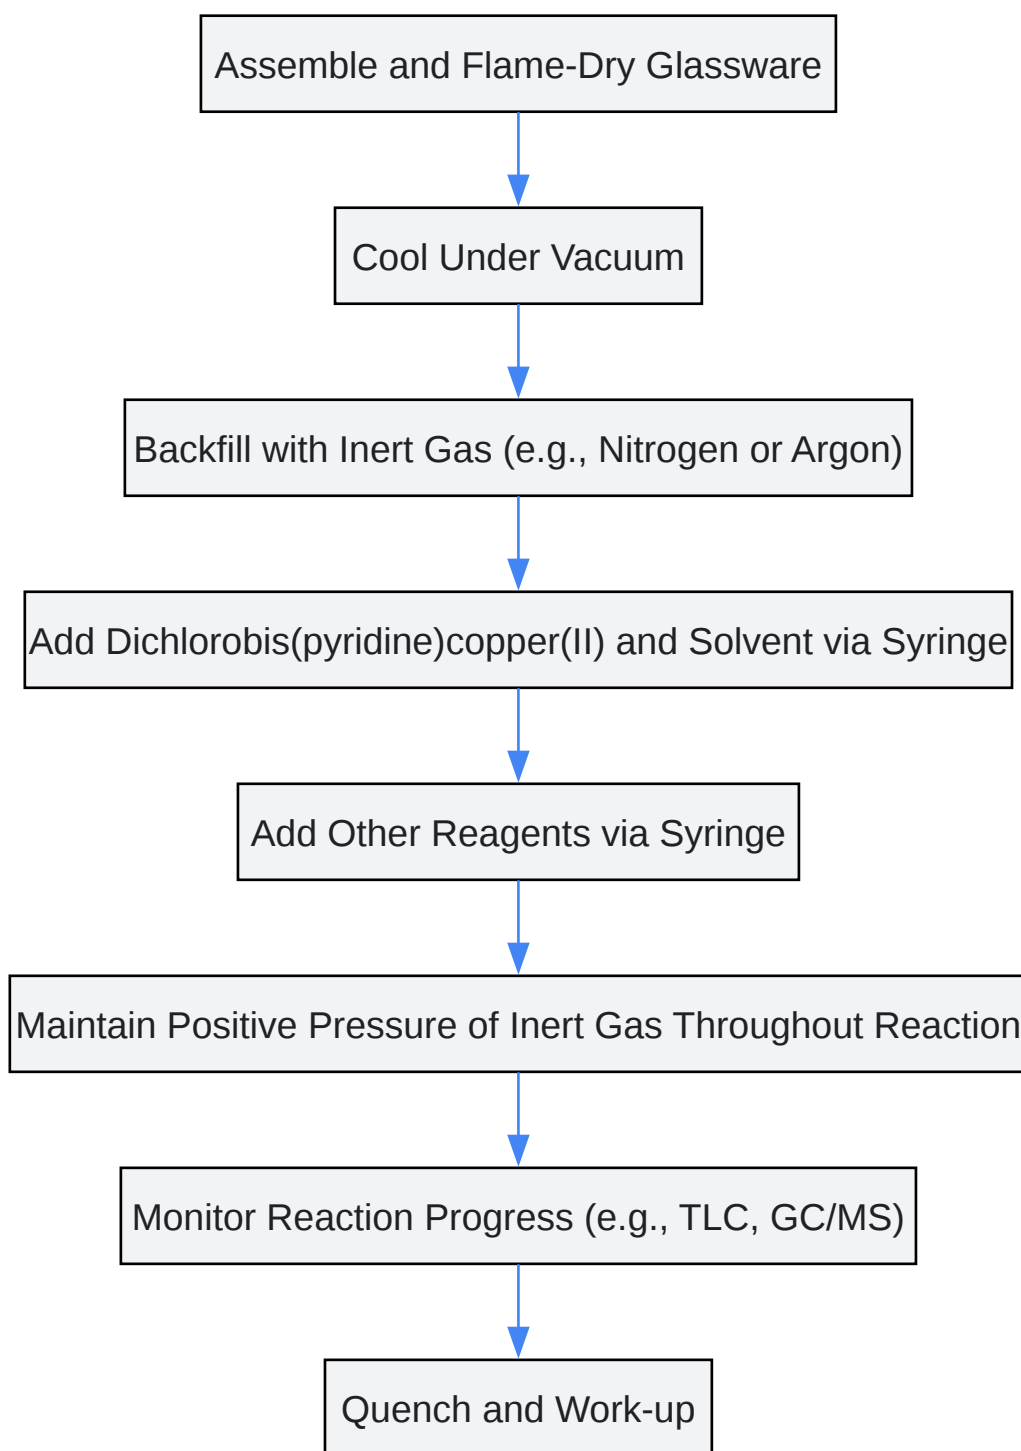 Assemble and Flame-Dry Glassware
Cool Under Vacuum
Backfill with Inert Gas (e.g., Nitrogen or Argon)
Add Dichlorobis(pyridine)copper(II) and Solvent via Syringe
Add Other Reagents via Syringe
Maintain Positive Pressure of Inert Gas Throughout Reaction
Monitor Reaction Progress (e.g., TLC, GC/MS)
Quench and Work-up